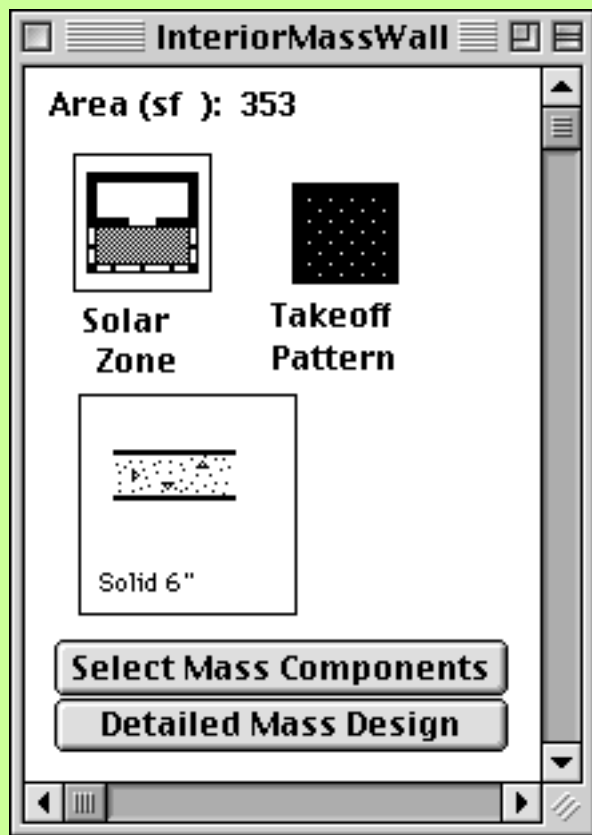 InteriorMassWall
Area (sf ): 353
Solar
Zone
Takeoff
Pattern
Solid 6"
Select Mass Components
Detailed Mass Design